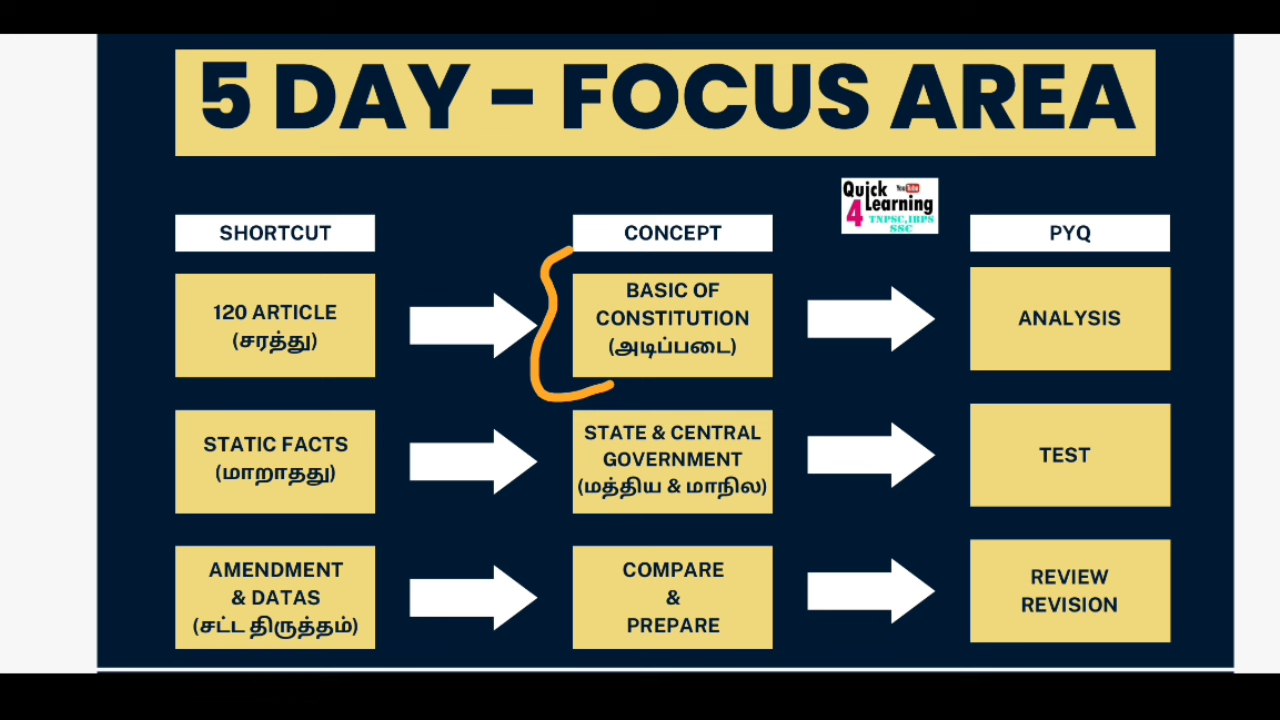 5 DAY - FOCUS AREA
Quick YouTube
4 Learning
TNPSC,IBPS
SSC
SHORTCUT
CONCEPT
PYQ
120 ARTICLE
(சரத்து)
BASIC OF
CONSTITUTION
(அடிப்படை)
ANALYSIS
STATIC FACTS
(மாறாதது)
STATE & CENTRAL
GOVERNMENT
(மத்திய & மாநில)
TEST
AMENDMENT
& DATAS
(சட்ட திருத்தம்)
COMPARE
&
PREPARE
REVIEW
REVISION